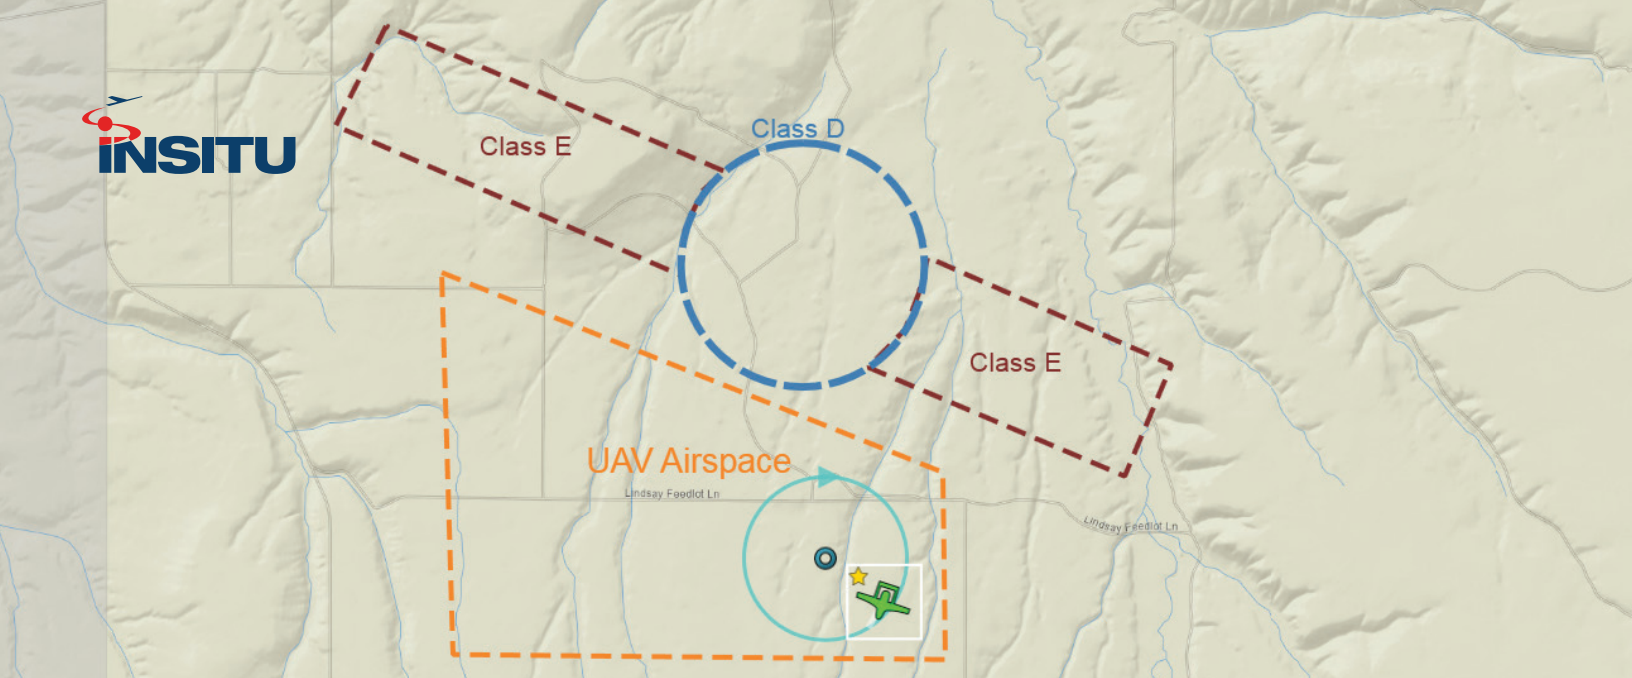 Class D
INSITU
Class E
Class E
UAV Airspace
Lindsay Feedlot Ln
Lindsay Feedlot Ln